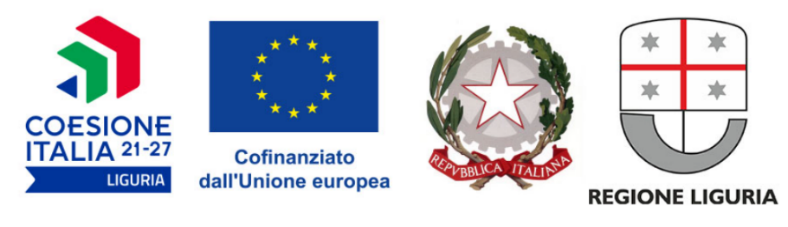 COESIONE
ITALIA 21-27
LIGURIA
Cofinanziato
dall'Unione europea
REPVBBLICA ITALIANA
REGIONE LIGURIA